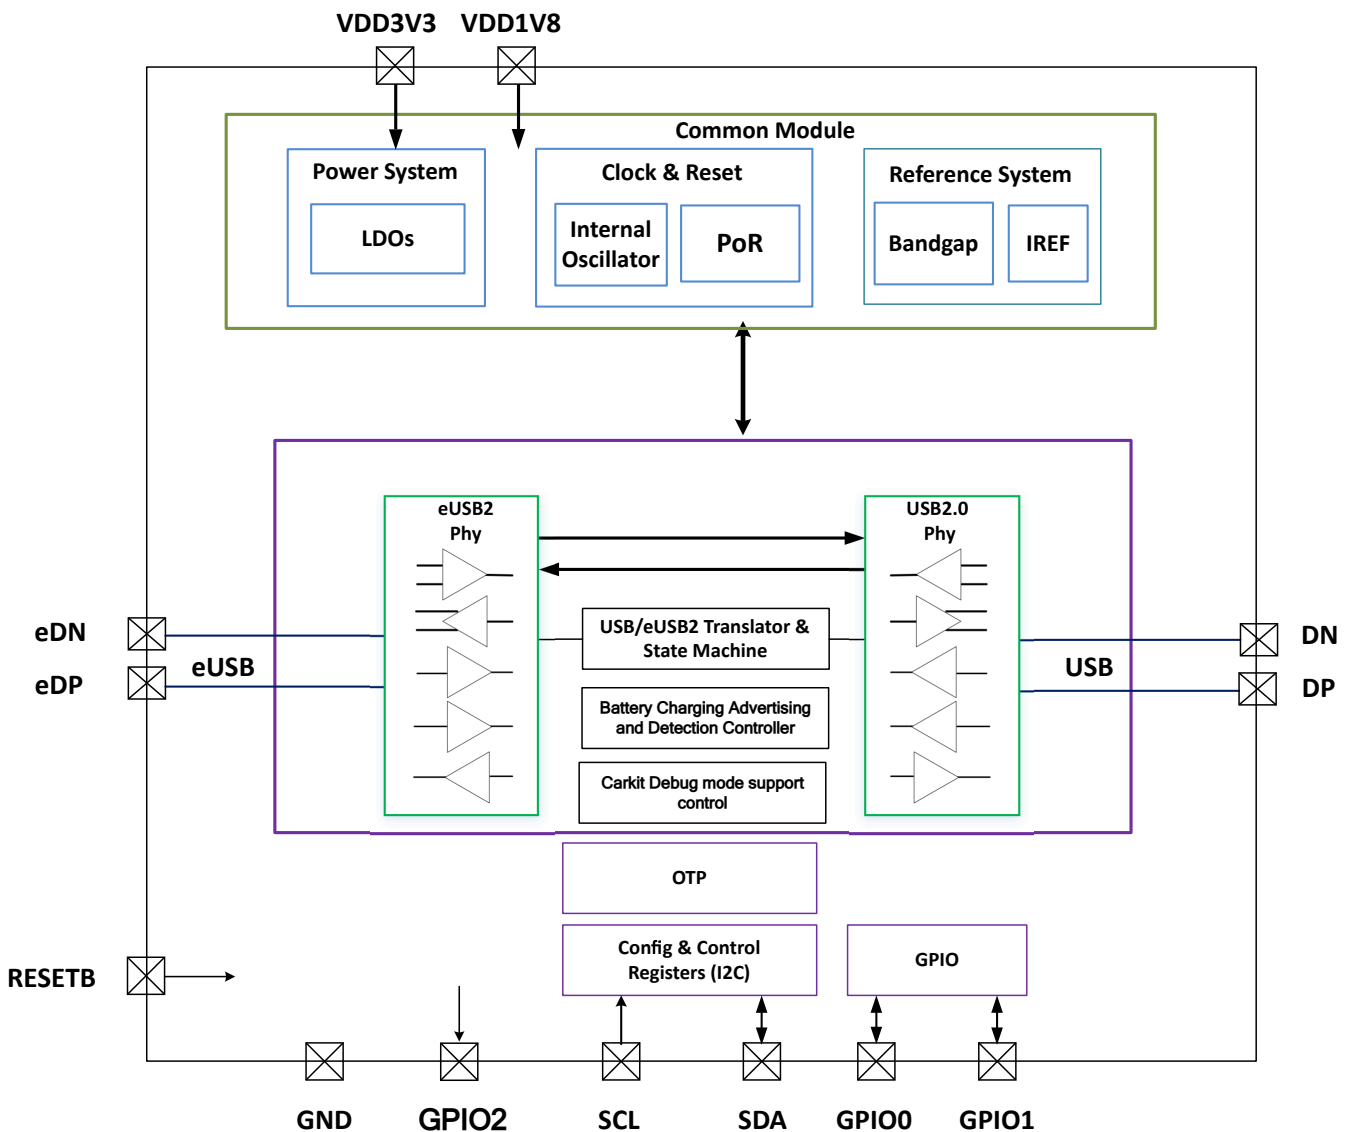 VDD3V3 VDD1V8
Common Module
Power System
LDOs
Clock & Reset
Internal
Oscillator
PoR
Reference System
Bandgap
IREF
eUSB2
Phy
USB2.0
Phy
USB/eUSB2 Translator &
State Machine
Battery Charging Advertising
and Detection Controller
Carkit Debug mode support
control
eDN
eUSB
eDP
DN
USB
DP
OTP
Config & Control
Registers (I2C)
GPIO
RESETB
GND
GPIO2
SCL
SDA
GPIO0
GPIO1